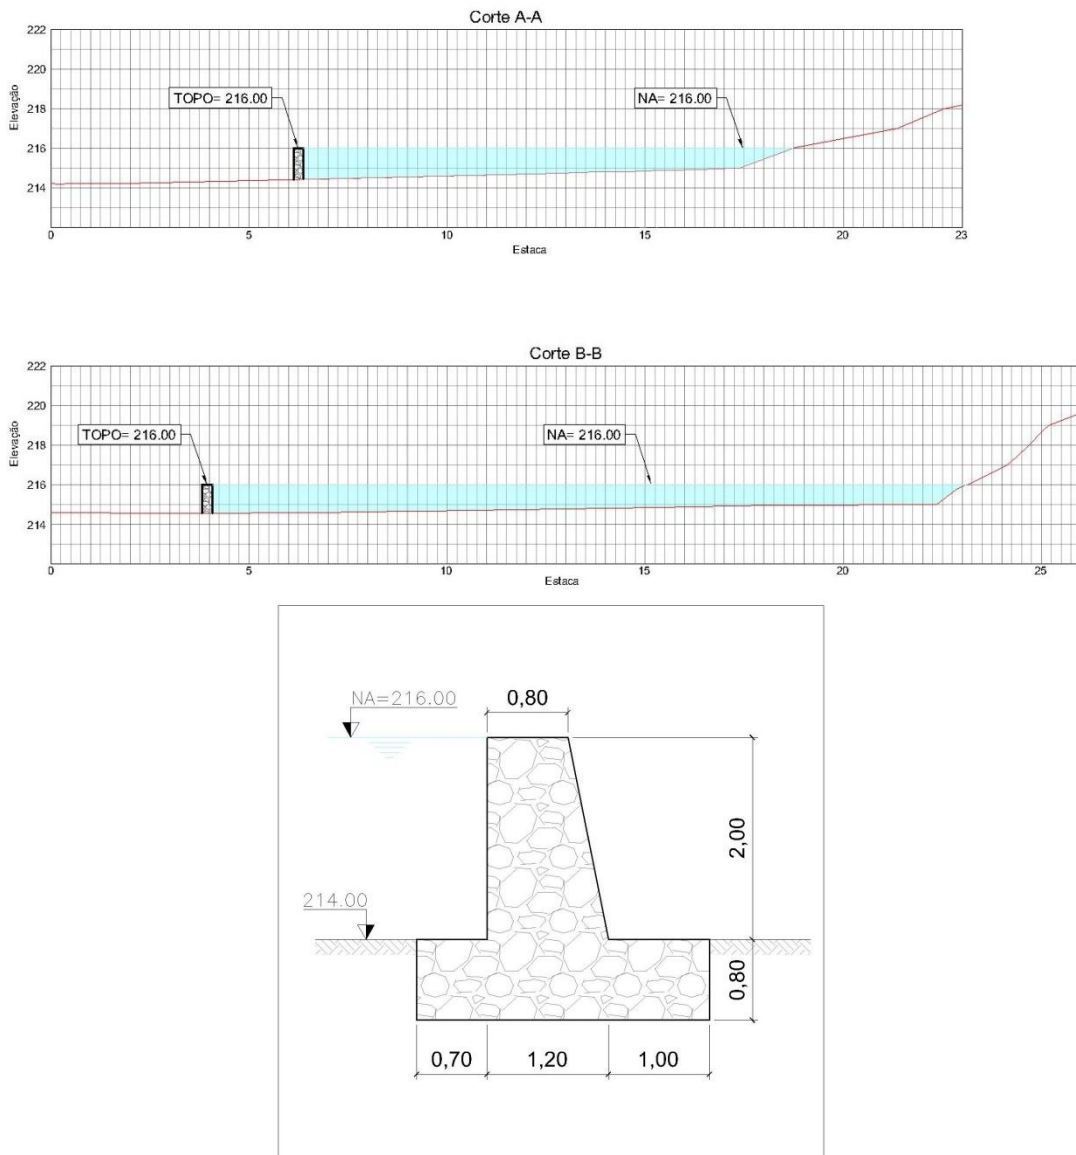 Corte A-A
222
220
218
216
214
Elevação
TOPO= 216.00
NA= 216.00
0
5
10
15
20
23
Estaca
Corte B-B
222
220
218
216
214
Elevação
TOPO= 216.00
NA= 216.00
0
5
10
15
20
25
Estaca
NA=216.00
0,80
2,00
214.00
0,80
0,70
1,20
1,00